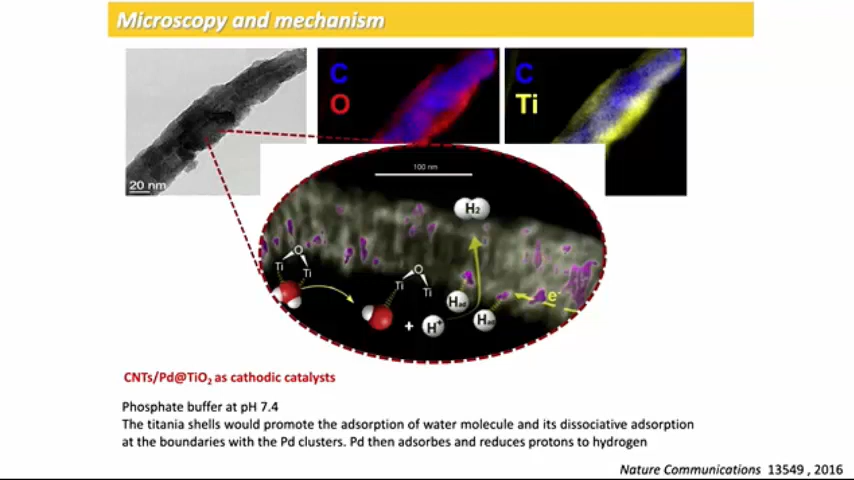 Microscopy and mechanism
C
O
C
Ti
20 nm
100 nm
H2
O
Ti
Ti
O
Ti
Ti
Had
Had
e-
+
H+
CNTs/Pd@TiO2 as cathodic catalysts
Phosphate buffer at pH 7.4
The titania shells would promote the adsorption of water molecule and its dissociative adsorption
at the boundaries with the Pd clusters. Pd then adsorbes and reduces protons to hydrogen
Nature Communications 13549 , 2016